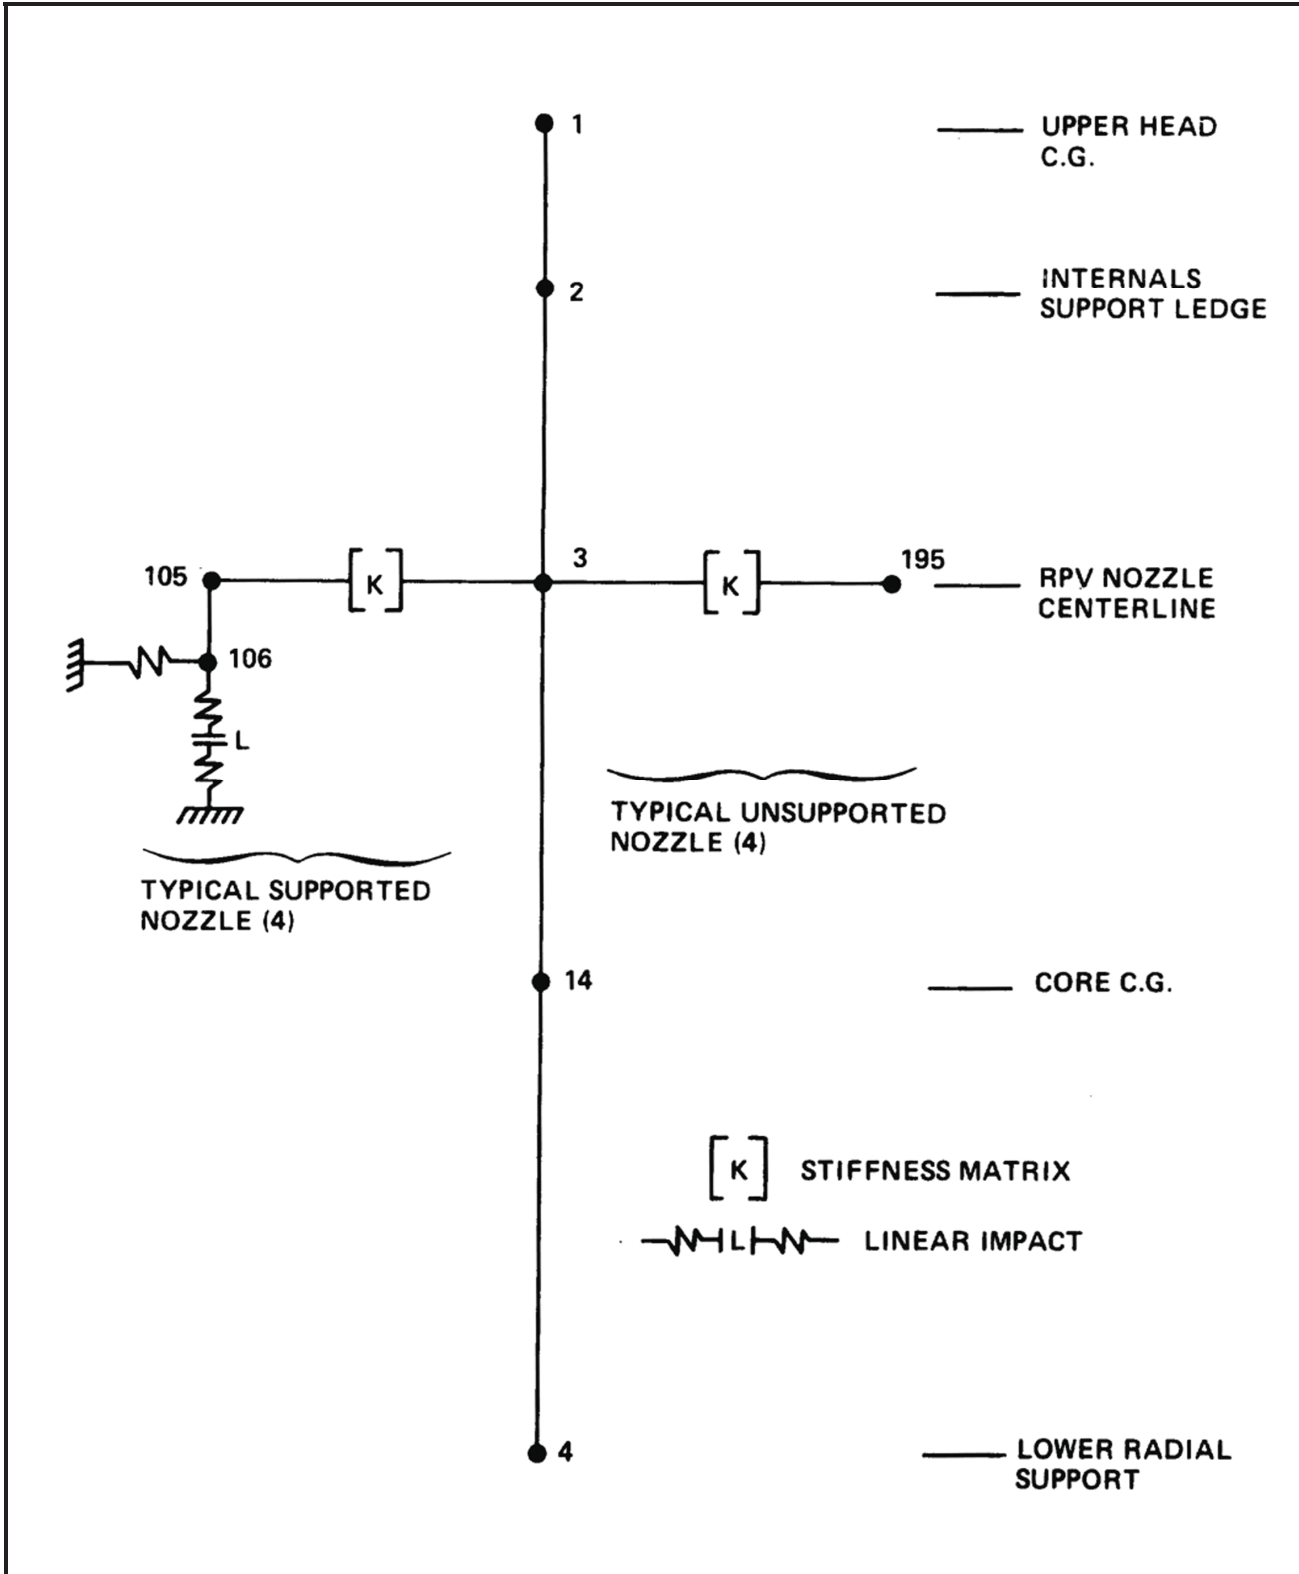 1
UPPER HEAD
C.G.
2
INTERNALS
SUPPORT LEDGE
3
195
105
K
K
RPV NOZZLE
CENTERLINE
106
L
TYPICAL UNSUPPORTED
NOZZLE (4)
TYPICAL SUPPORTED
NOZZLE (4)
14
CORE C.G.
K
STIFFNESS MATRIX
L
LINEAR IMPACT
4
LOWER RADIAL
SUPPORT